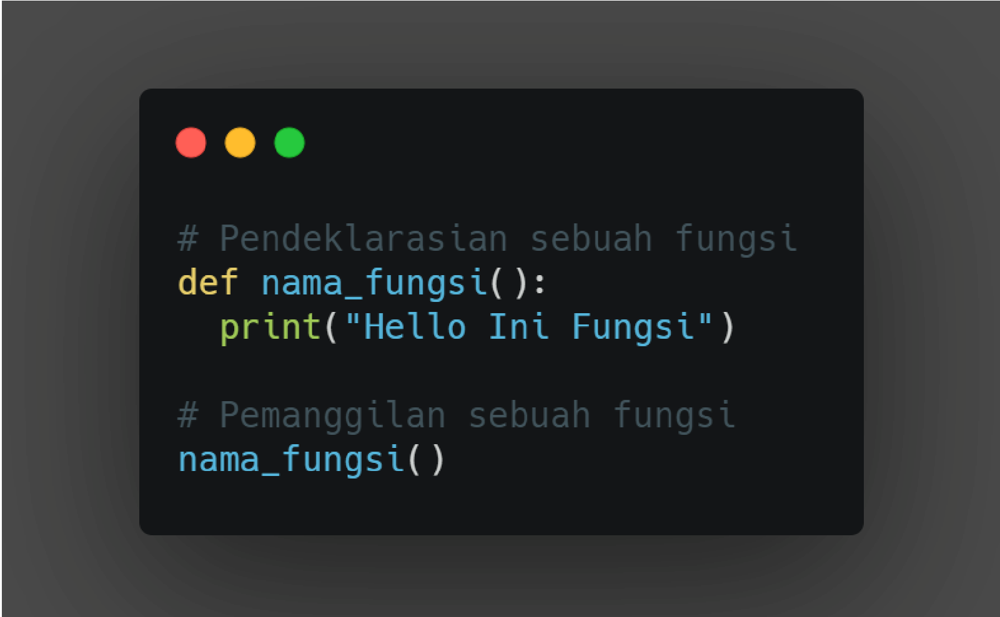 # Pendeklarasian sebuah fungsi
def nama_fungsi():
  print("Hello Ini Fungsi")
# Pemanggilan sebuah fungsi
nama_fungsi()